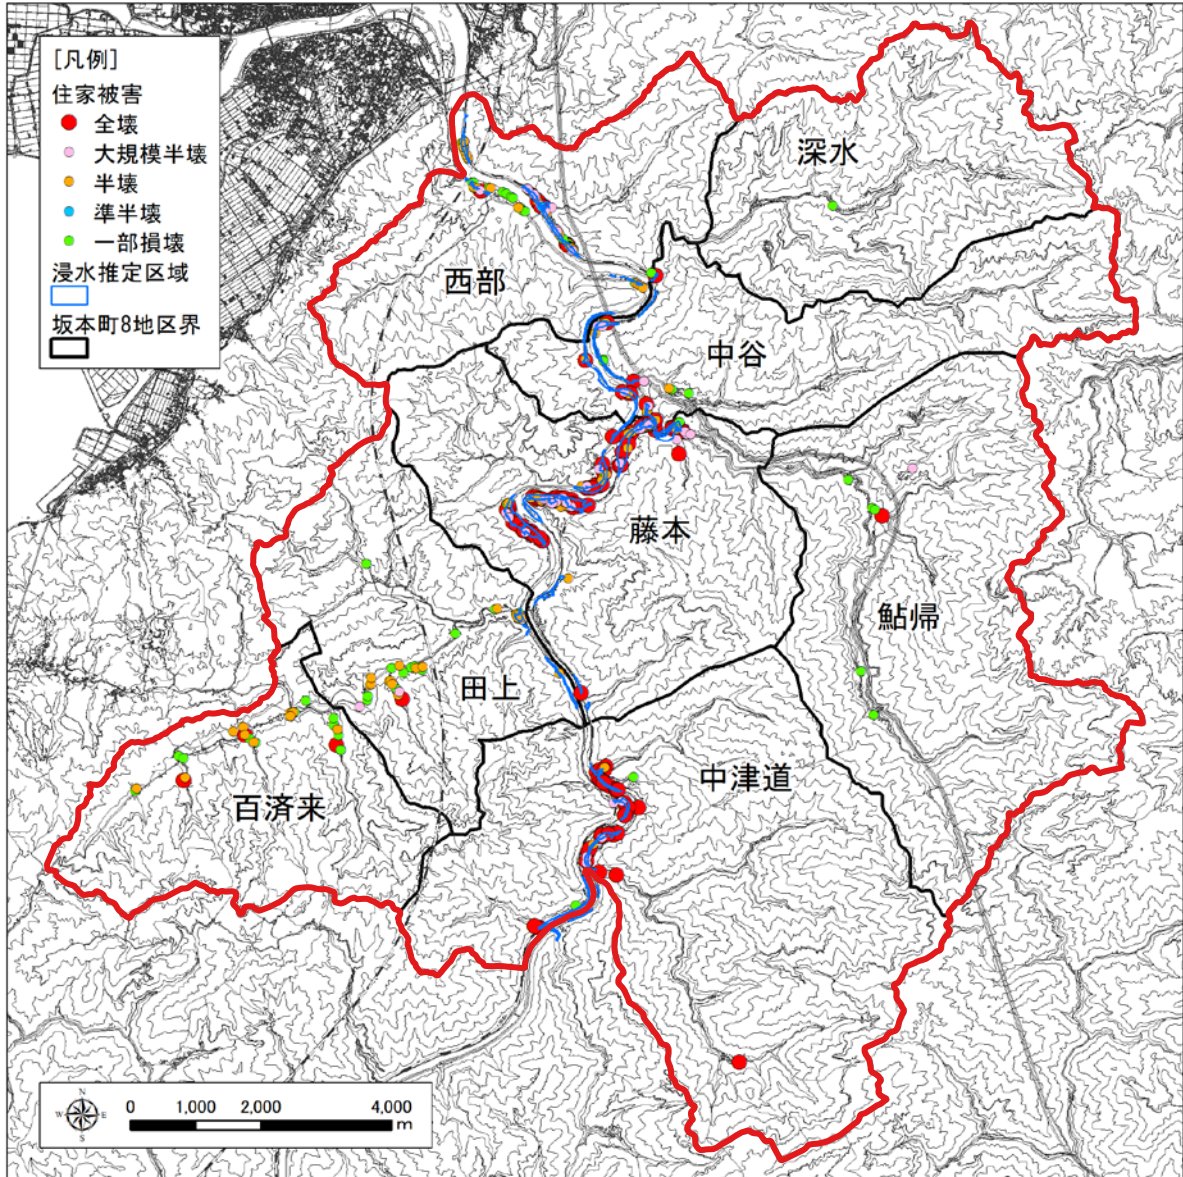 [凡例]
住家被害
全壊
大規模半壊
半壊
準半壊
一部損壊
浸水推定区域
坂本町8地区界
深水
西部
中谷
藤本
鮎帰
田上
中津道
百済来
N
W E
S
0 1,000 2,000 4,000
m